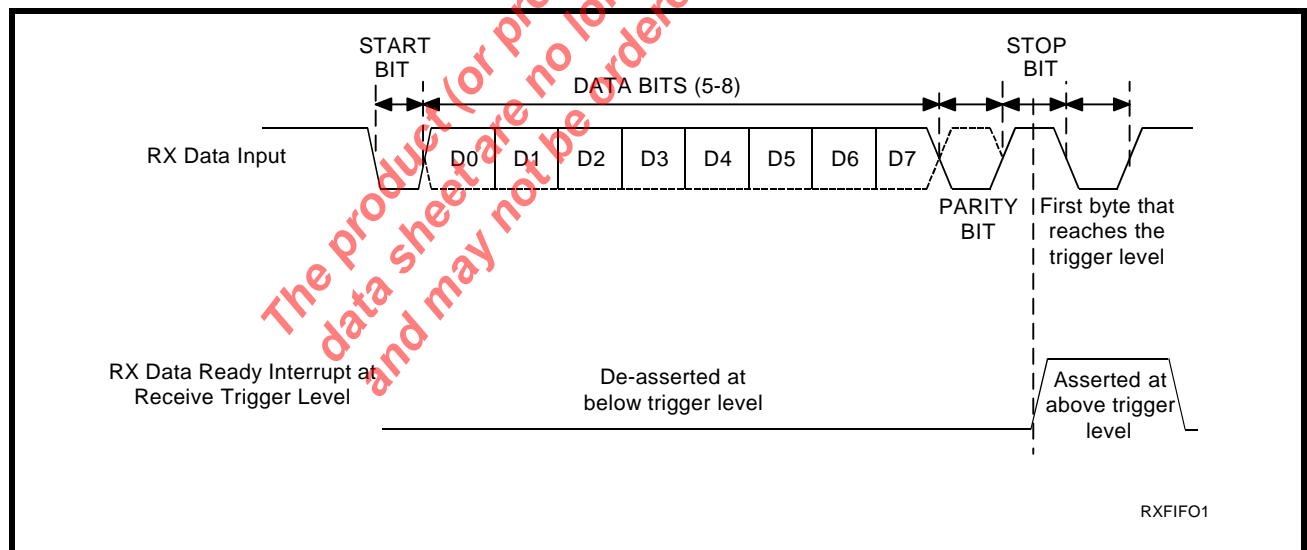 START
BIT
STOP
BIT
DATA BITS (5-8)
RX Data Input
D0 D1 D2 D3 D4 D5 D6 D7
PARITY
BIT
First byte that
reaches the
trigger level
RX Data Ready Interrupt at
Receive Trigger Level
De-asserted at
below trigger level
Asserted at
above trigger
level
RXFIFO1
The product (or
data sheet are no
and may not be